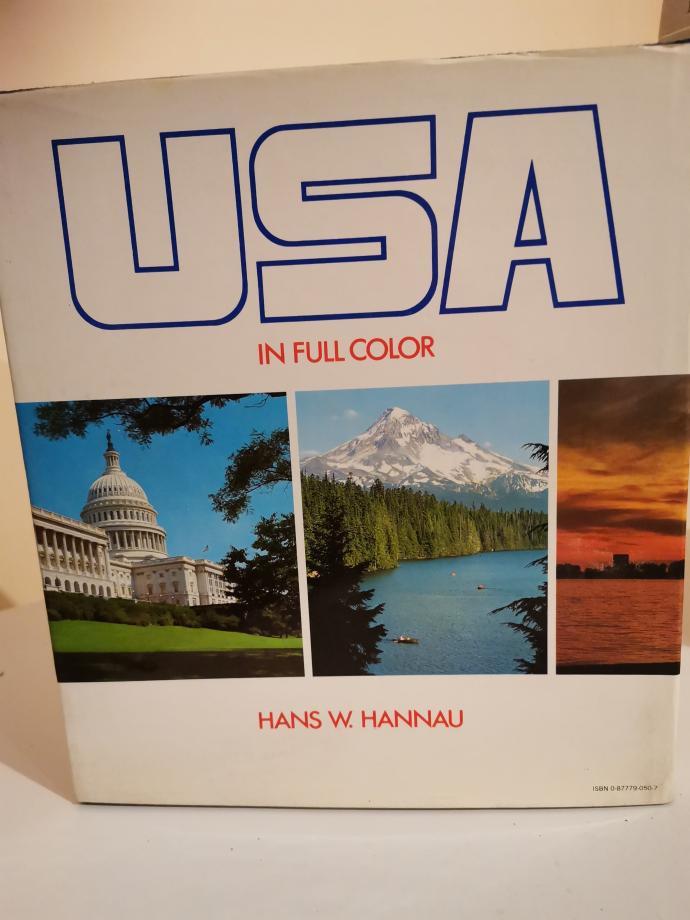 USA
IN FULL COLOR
HANS W. HANNAU
ISBN 0-87779-050-7